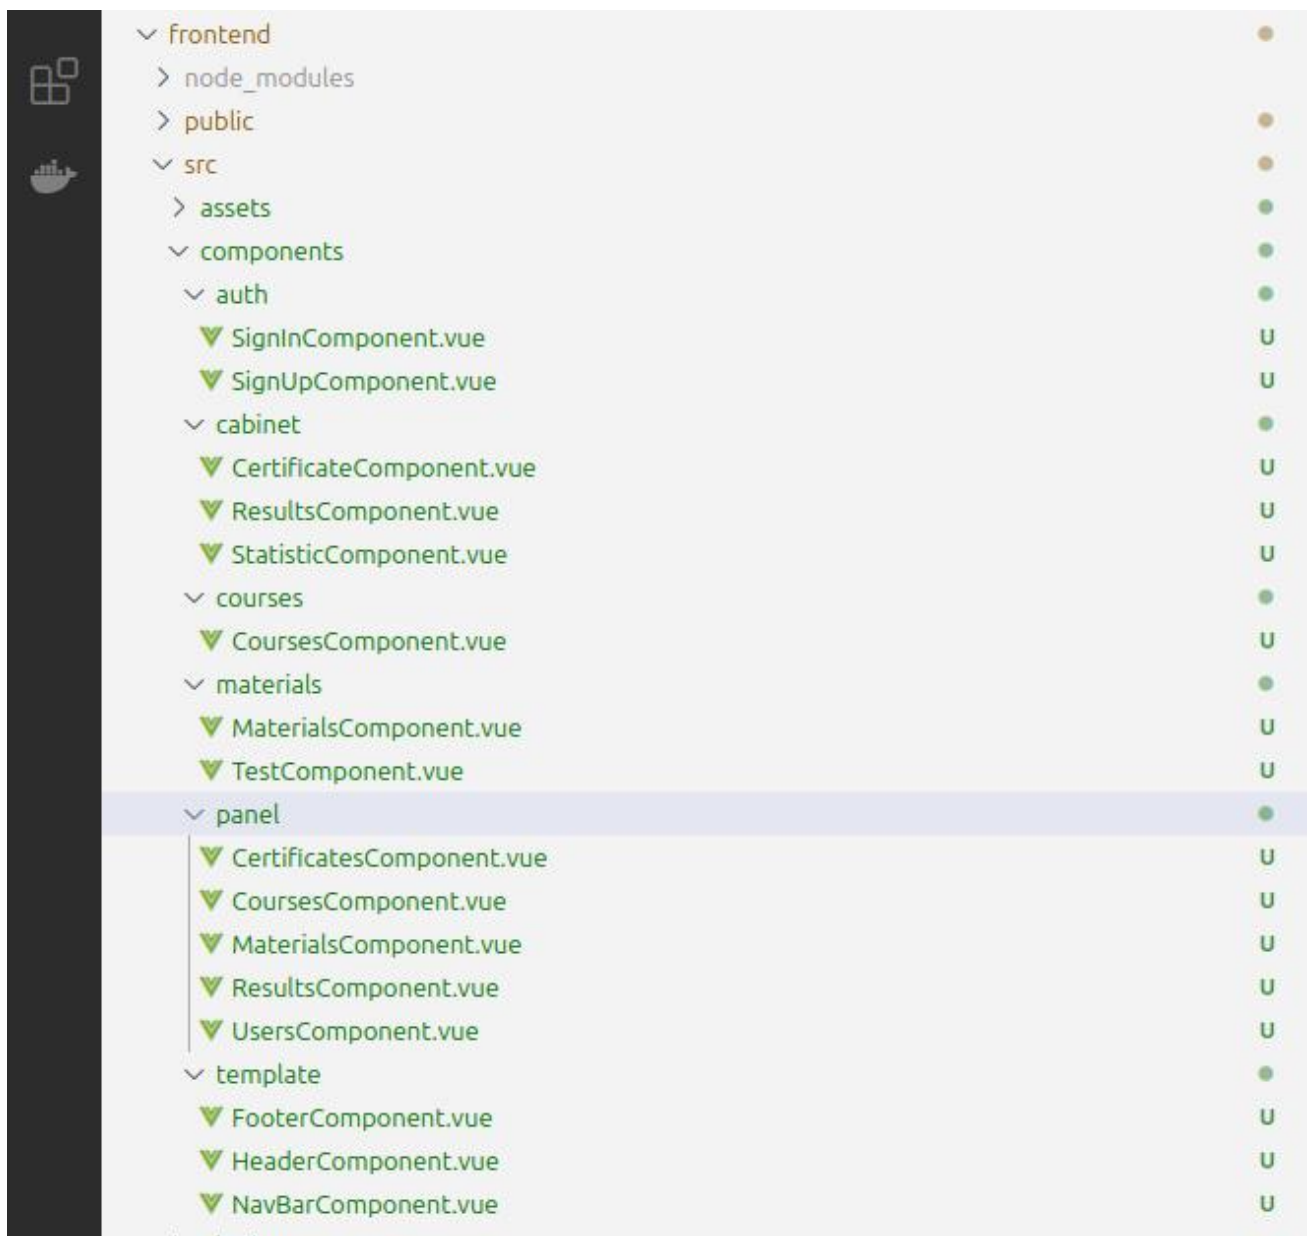 frontend
node_modules
public
src
assets
components
auth
SignInComponent.vue U
SignUpComponent.vue U
cabinet
CertificateComponent.vue U
ResultsComponent.vue U
StatisticComponent.vue U
courses
CoursesComponent.vue U
materials
MaterialsComponent.vue U
TestComponent.vue U
panel
CertificatesComponent.vue U
CoursesComponent.vue U
MaterialsComponent.vue U
ResultsComponent.vue U
UsersComponent.vue U
template
FooterComponent.vue U
HeaderComponent.vue U
NavBarComponent.vue U